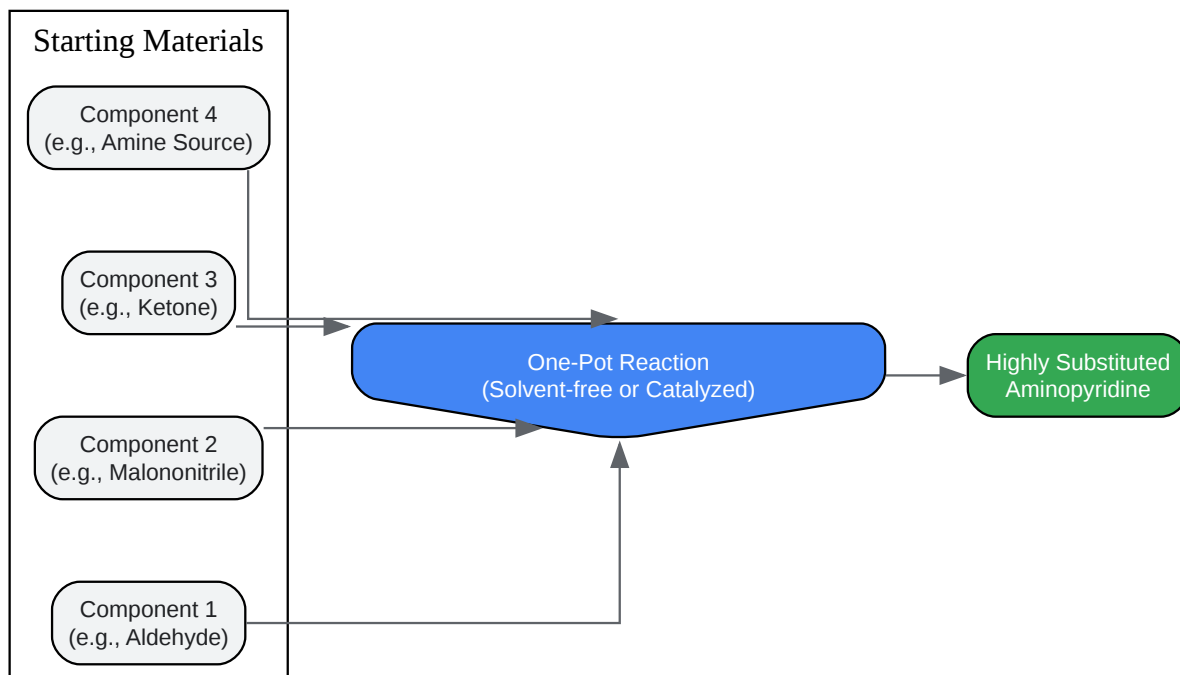 Starting Materials
Component 4
(e.g., Amine Source)
Component 3
(e.g., Ketone)
One-Pot Reaction
(Solvent-free or Catalyzed)
Highly Substituted
Aminopyridine
Component 2
(e.g., Malononitrile)
Component 1
(e.g., Aldehyde)